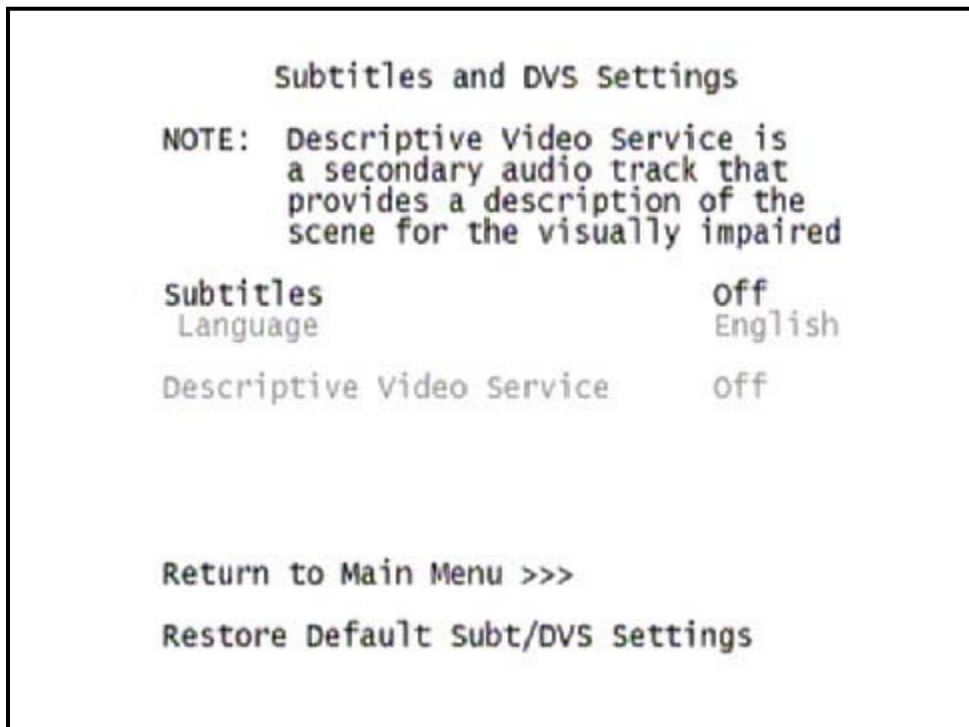 Subtitles and DVS Settings
NOTE: Descriptive Video Service is
a secondary audio track that
provides a description of the
scene for the visually impaired
Subtitles Off
Language English
Descriptive Video Service Off
Return to Main Menu >>>
Restore Default Subt/DVS Settings